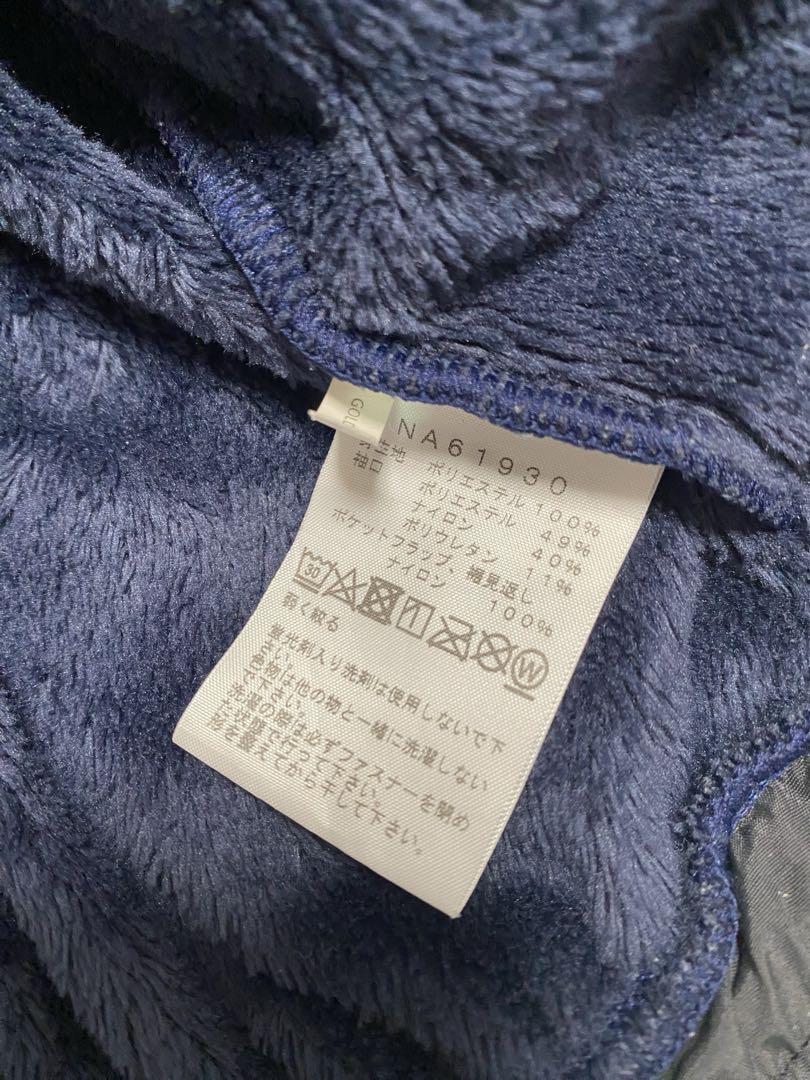 GOL
NA61930
ポリエステル 100%
袖口付地 ポリエステル 49%
ナイロン 40%
ポリウレタン 11%
ポケットフラップ、裾見返し
ナイロン 100%
30 W
弱く絞る
蛍光剤入り洗剤は使用しないで下
さい。
色物は他の物と一緒に洗濯しない
で下さい。
洗濯の際は必ずファスナーを閉め
た状態で行って下さい。
形を整えてから干して下さい。